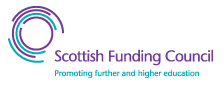 Scottish Funding Council
Promoting further and higher education